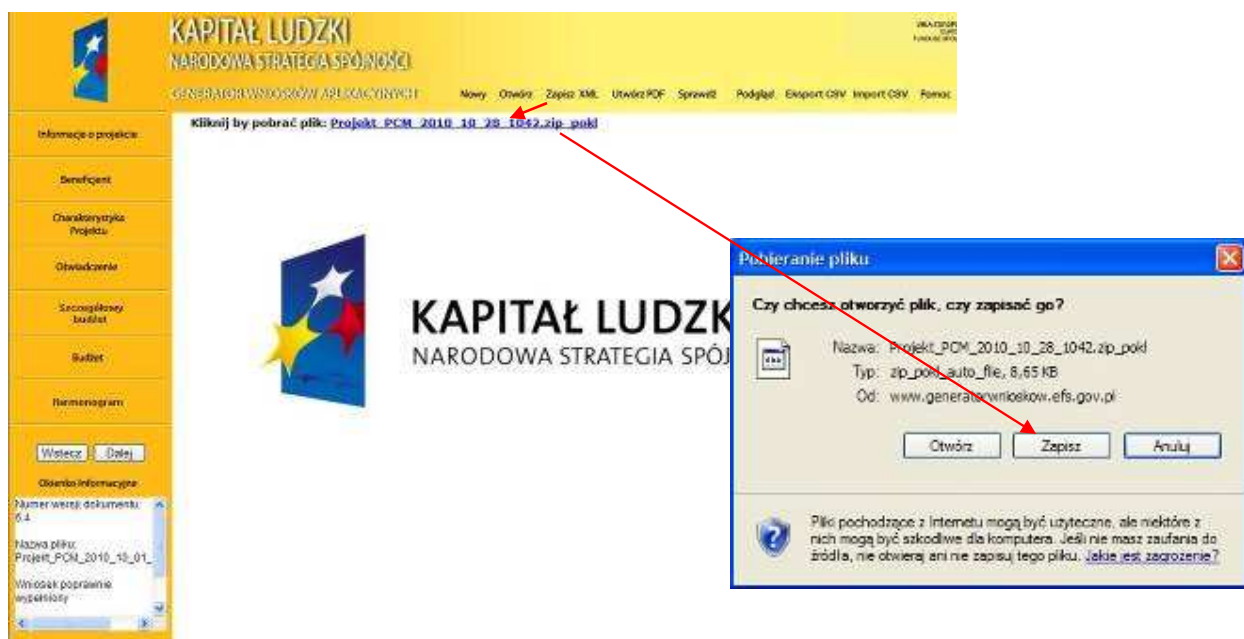 KAPITAŁ LUDZKI
NARODOWA STRATEGIA SPÓJNOŚCI
GENERATOR WNIOSKÓW APLIKACYJNYCH
Nowy Otwórz Zapisz XML Utwórz PDF Sprawdź Podgląd Eksport CSV Import CSV Pomoc
Kliknij by pobrać plik: Projekt_PCM_2010_10_28_1042.zip_pokl
Informacje o projekcie
Beneficjent
Charakterystyka
Projektu
Oświadczenie
Szczegółowy
budżet
Budżet
Harmonogram
Wstecz Dalej
Okienko informacyjne
Numer wersji dokumentu:
6.4
Nazwa pliku:
Projekt_PCM_2010_10_01_
Wniosek poprawnie
wypełniony
KAPITAŁ LUDZK
NARODOWA STRATEGIA SPÓJ
Pobieranie pliku
Czy chcesz otworzyć plik, czy zapisać go?
Nazwa: Projekt_PCM_2010_10_28_1042.zip_pokl
Typ: zip_pokl_auto_file, 8,65 KB
Od: www.generatorwnioskow.efs.gov.pl
Otwórz Zapisz Anuluj
Pliki pochodzące z Internetu mogą być użyteczne, ale niektóre z
nich mogą być szkodliwe dla komputera. Jeśli nie masz zaufania do
źródła, nie otwieraj ani nie zapisuj tego pliku. Jakie jest zagrożenie?